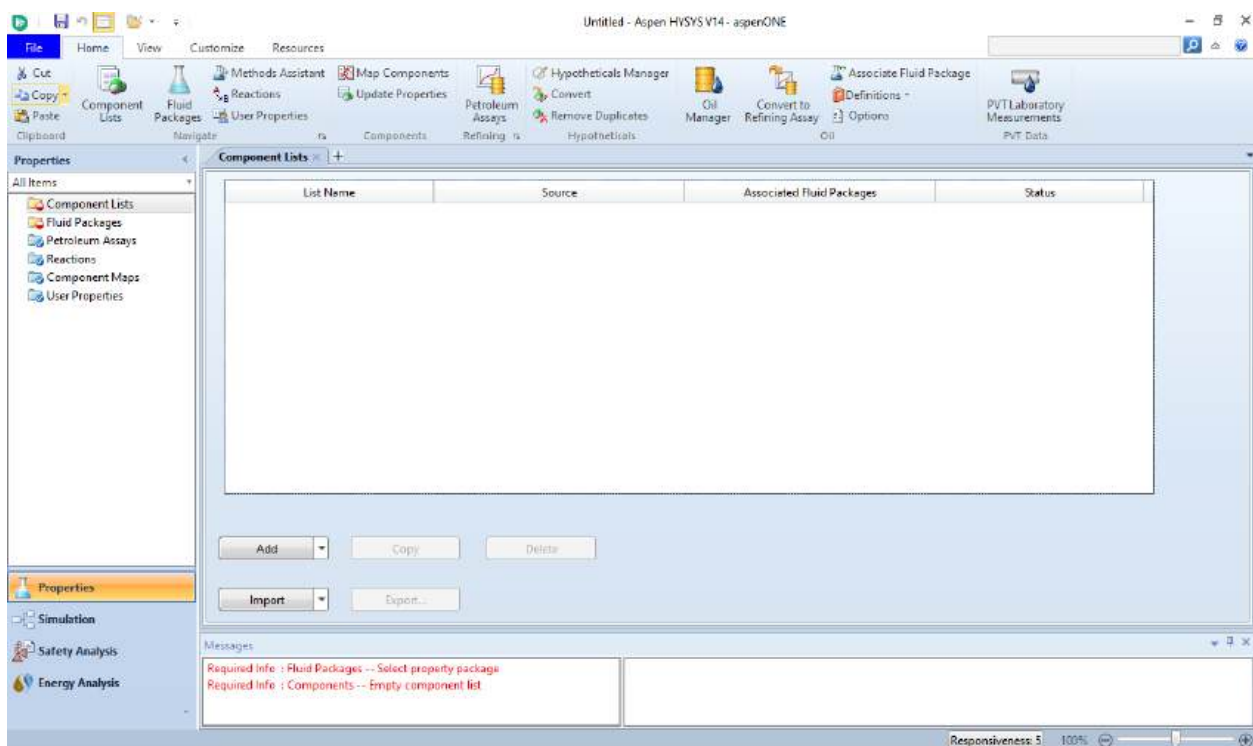 Untitled - Aspen HYSYS V14 - aspenONE
File Home View Customize Resources
Cut
Copy
Paste
Clipboard
Component Lists
Fluid Packages
Methods Assistant
Reactions
User Properties
Navigate
Map Components
Update Properties
Components
Petroleum Assays
Refining
Hypotheticals Manager
Convert
Remove Duplicates
Hypotheticals
Oil Manager
Convert to Refining Assay
Associate Fluid Package
Definitions
Options
Oil
PVT Laboratory Measurements
PVT Data
Properties
All Items
Component Lists
Fluid Packages
Petroleum Assays
Reactions
Component Maps
User Properties
Properties
Simulation
Safety Analysis
Energy Analysis
Component Lists
List Name Source Associated Fluid Packages Status
Add Copy Delete
Import Export...
Messages
Required Info : Fluid Packages -- Select property package
Required Info : Components -- Empty component list
Responsiveness: 5 100%